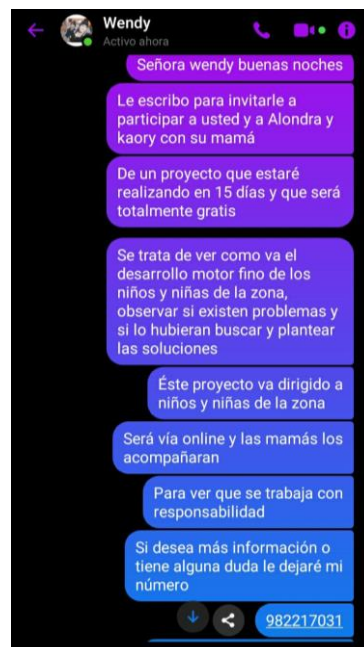 Wendy
Activo ahora
Señora wendy buenas noches
Le escribo para invitarle a
participar a usted y a Alondra y
kaory con su mamá
De un proyecto que estaré
realizando en 15 días y que será
totalmente gratis
Se trata de ver como va el
desarrollo motor fino de los
niños y niñas de la zona,
observar si existen problemas y
si lo hubieran buscar y plantear
las soluciones
Éste proyecto va dirigido a
niños y niñas de la zona
Será vía online y las mamás los
acompañaran
Para ver que se trabaja con
responsabilidad
Si desea más información o
tiene alguna duda le dejaré mi
número
982217031